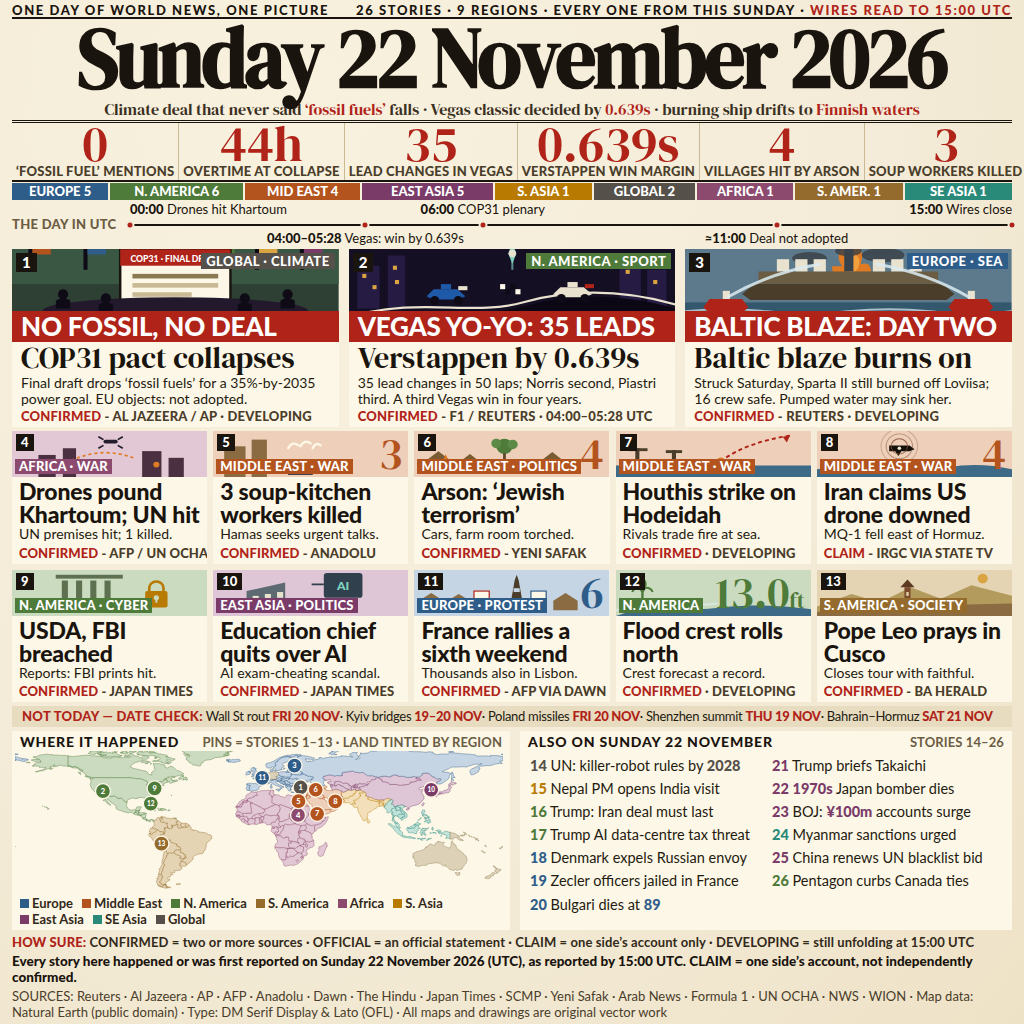 ONE DAY OF WORLD NEWS, ONE PICTURE 26 STORIES · 9 REGIONS · EVERY ONE FROM THIS SUNDAY · WIRES READ TO 15:00 UTC
Sunday 22 November 2026
Climate deal that never said ‘fossil fuels’ falls · Vegas classic decided by 0.639s · burning ship drifts to Finnish waters
0 44h 35 0.639s 4 3
‘FOSSIL FUEL’ MENTIONS OVERTIME AT COLLAPSE LEAD CHANGES IN VEGAS VERSTAPPEN WIN MARGIN VILLAGES HIT BY ARSON SOUP WORKERS KILLED
EUROPE 5 N. AMERICA 6 MID EAST 4 EAST ASIA 5 S. ASIA 1 GLOBAL 2 AFRICA 1 S. AMER. 1 SE ASIA 1
00:00 Drones hit Khartoum 06:00 COP31 plenary 15:00 Wires close
THE DAY IN UTC
04:00–05:28 Vegas: win by 0.639s ≈11:00 Deal not adopted
1 COP31 · FINAL DR GLOBAL · CLIMATE
NO FOSSIL, NO DEAL
COP31 pact collapses
Final draft drops ‘fossil fuels’ for a 35%-by-2035
power goal. EU objects: not adopted.
CONFIRMED - AL JAZEERA / AP · DEVELOPING
2 N. AMERICA · SPORT
VEGAS YO-YO: 35 LEADS
Verstappen by 0.639s
35 lead changes in 50 laps; Norris second, Piastri
third. A third Vegas win in four years.
CONFIRMED - F1 / REUTERS · 04:00–05:28 UTC
3 EUROPE · SEA
BALTIC BLAZE: DAY TWO
Baltic blaze burns on
Struck Saturday, Sparta II still burned off Loviisa;
16 crew safe. Pumped water may sink her.
CONFIRMED - REUTERS · DEVELOPING
4
AFRICA · WAR
Drones pound
Khartoum; UN hit
UN premises hit; 1 killed.
CONFIRMED - AFP / UN OCHA
5
MIDDLE EAST · WAR 3
3 soup-kitchen
workers killed
Hamas seeks urgent talks.
CONFIRMED - ANADOLU
6
MIDDLE EAST · POLITICS 4
Arson: ‘Jewish
terrorism’
Cars, farm room torched.
CONFIRMED - YENI SAFAK
7
MIDDLE EAST · WAR
Houthis strike on
Hodeidah
Rivals trade fire at sea.
CONFIRMED · DEVELOPING
8
MIDDLE EAST · WAR 4
Iran claims US
drone downed
MQ-1 fell east of Hormuz.
CLAIM - IRGC VIA STATE TV
9
N. AMERICA · CYBER
USDA, FBI
breached
Reports: FBI prints hit.
CONFIRMED - JAPAN TIMES
10 AI
EAST ASIA · POLITICS
Education chief
quits over AI
AI exam-cheating scandal.
CONFIRMED - JAPAN TIMES
11
EUROPE · PROTEST 6
France rallies a
sixth weekend
Thousands also in Lisbon.
CONFIRMED - AFP VIA DAWN
12
N. AMERICA 13.0ft
Flood crest rolls
north
Crest forecast a record.
CONFIRMED · DEVELOPING
13
S. AMERICA · SOCIETY
Pope Leo prays in
Cusco
Closes tour with faithful.
CONFIRMED - BA HERALD
NOT TODAY — DATE CHECK: Wall St rout FRI 20 NOV· Kyiv bridges 19–20 NOV· Poland missiles FRI 20 NOV· Shenzhen summit THU 19 NOV· Bahrain–Hormuz SAT 21 NOV
WHERE IT HAPPENED PINS = STORIES 1–13 · LAND TINTED BY REGION
3
11
2 9 1 6 10
12 5 8
4 7
13
Europe Middle East N. America S. America Africa S. Asia
East Asia SE Asia Global
ALSO ON SUNDAY 22 NOVEMBER STORIES 14–26
14 UN: killer-robot rules by 2028
15 Nepal PM opens India visit
16 Trump: Iran deal must last
17 Trump AI data-centre tax threat
18 Denmark expels Russian envoy
19 Zecler officers jailed in France
20 Bulgari dies at 89
21 Trump briefs Takaichi
22 1970s Japan bomber dies
23 BOJ: ¥100m accounts surge
24 Myanmar sanctions urged
25 China renews UN blacklist bid
26 Pentagon curbs Canada ties
HOW SURE: CONFIRMED = two or more sources · OFFICIAL = an official statement · CLAIM = one side’s account only · DEVELOPING = still unfolding at 15:00 UTC
Every story here happened or was first reported on Sunday 22 November 2026 (UTC), as reported by 15:00 UTC. CLAIM = one side’s account, not independently
confirmed.
SOURCES: Reuters · Al Jazeera · AP · AFP · Anadolu · Dawn · The Hindu · Japan Times · SCMP · Yeni Safak · Arab News · Formula 1 · UN OCHA · NWS · WION · Map data:
Natural Earth (public domain) · Type: DM Serif Display & Lato (OFL) · All maps and drawings are original vector work